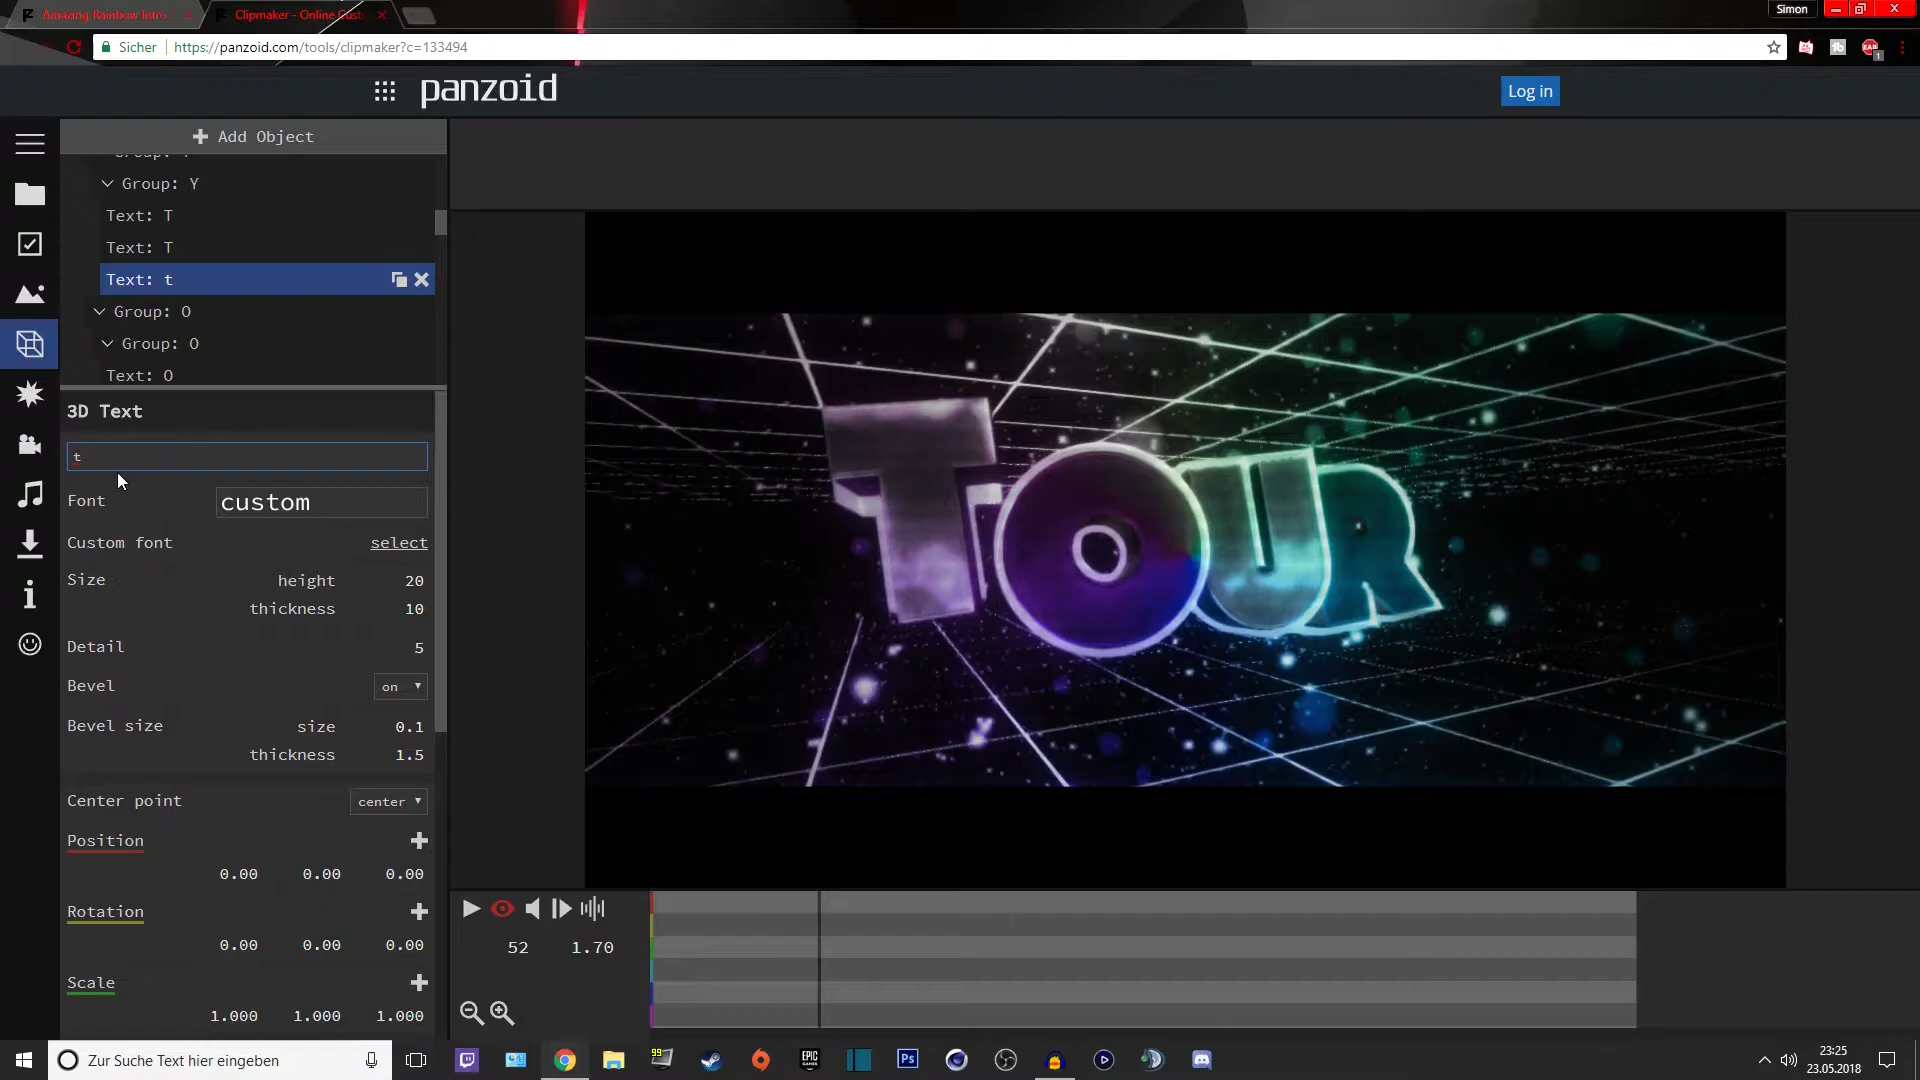 Amazing Rainbow Intro
Clipmaker - Online Cust
Simon
Sicher
https://panzoid.com/tools/clipmaker?c=133494
panzoid
Log in
Add Object
Group: Y
Text: T
Text: T
Text: t
Group: O
Group: O
Text: O
3D Text
t
Font custom
Custom font select
Size height 20
thickness 10
Detail 5
Bevel on
Bevel size size 0.1
thickness 1.5
Center point center
Position
0.00 0.00 0.00
Rotation
0.00 0.00 0.00
Scale
1.000 1.000 1.000
TOUR
52 1.70
Zur Suche Text hier eingeben
99
EPIC
GAMES
Ps
23:25
23.05.2018